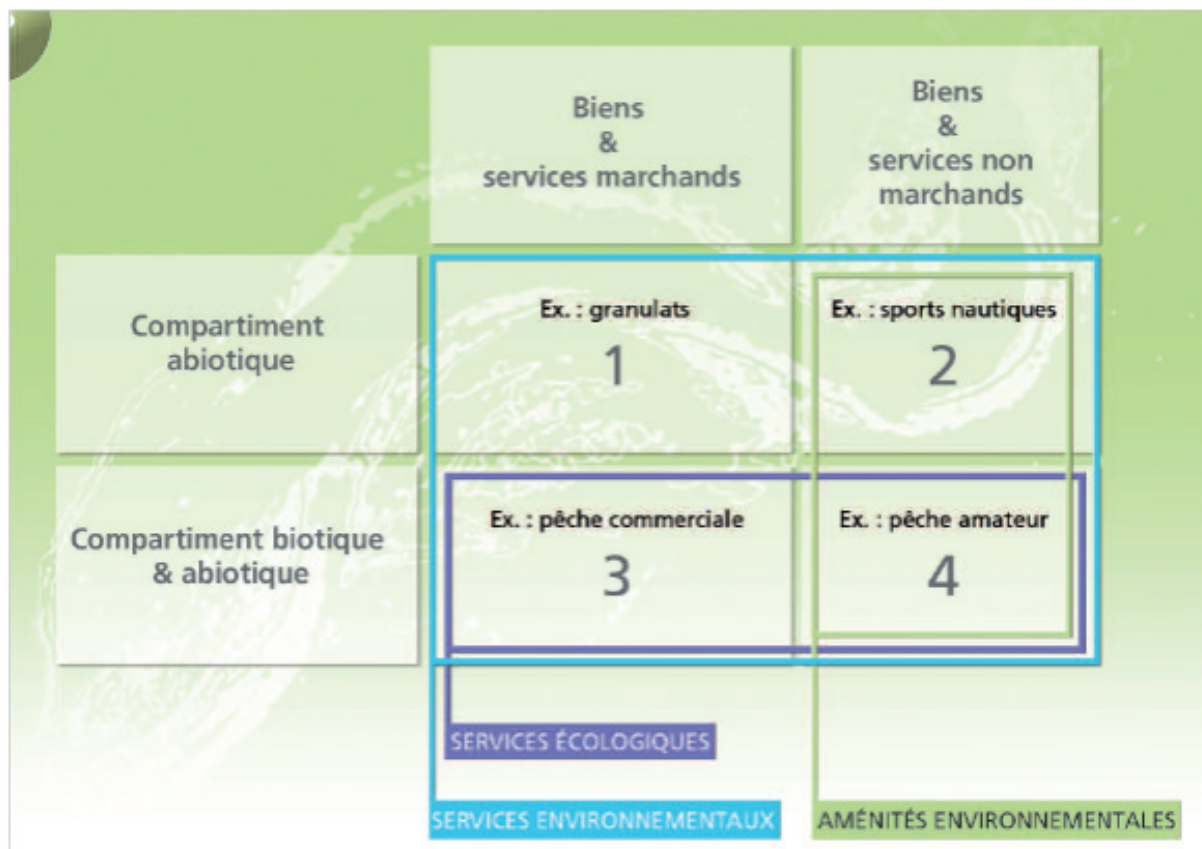 Biens
&
services marchands
Biens
&
services non
marchands
Compartiment
abiotique
Ex. : granulats
1
Ex. : sports nautiques
2
Compartiment biotique
& abiotique
Ex. : pêche commerciale
3
Ex. : pêche amateur
4
SERVICES ÉCOLOGIQUES
SERVICES ENVIRONNEMENTAUX
AMÉNITÉS ENVIRONNEMENTALES